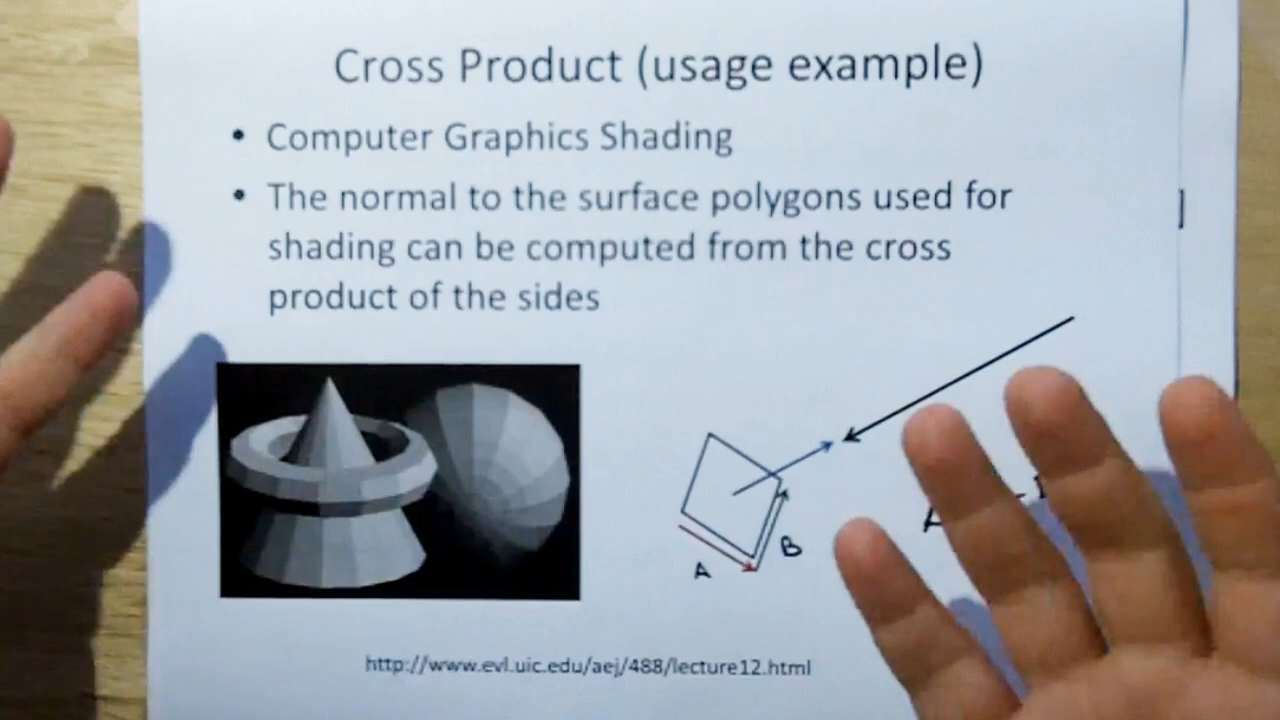 Cross Product (usage example)
• Computer Graphics Shading
• The normal to the surface polygons used for
shading can be computed from the cross
product of the sides
A
B
http://www.evl.uic.edu/aej/488/lecture12.html